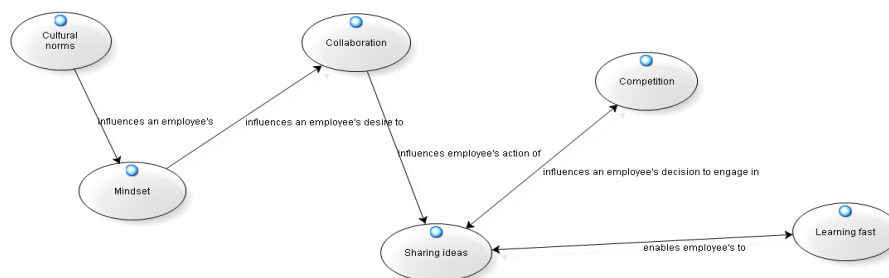 Cultural
norms
Collaboration
Competition
influences an employee's
influences an employee's desire to
influences employee's action of
influences an employee's decision to engage in
Mindset
Learning fast
enables employee's to
Sharing ideas